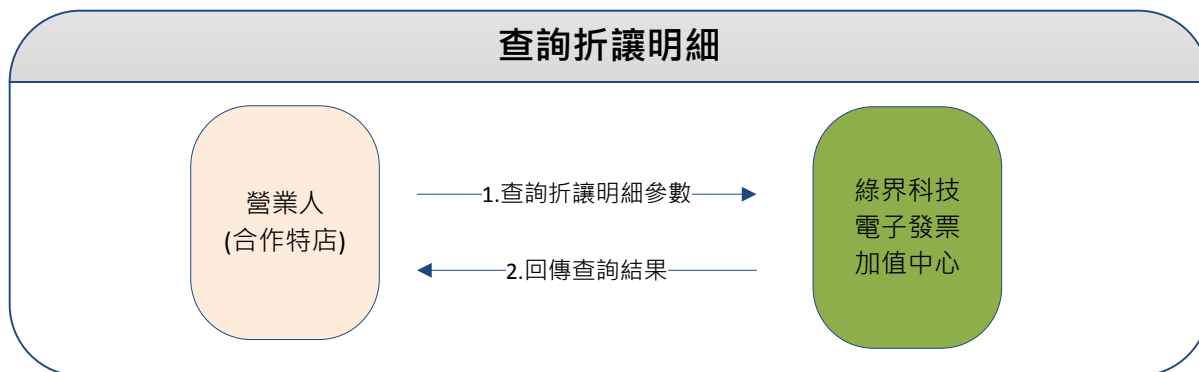 查詢折讓明細
營業人
(合作特店)
1.查詢折讓明細參數
2.回傳查詢結果
綠界科技
電子發票
加值中心